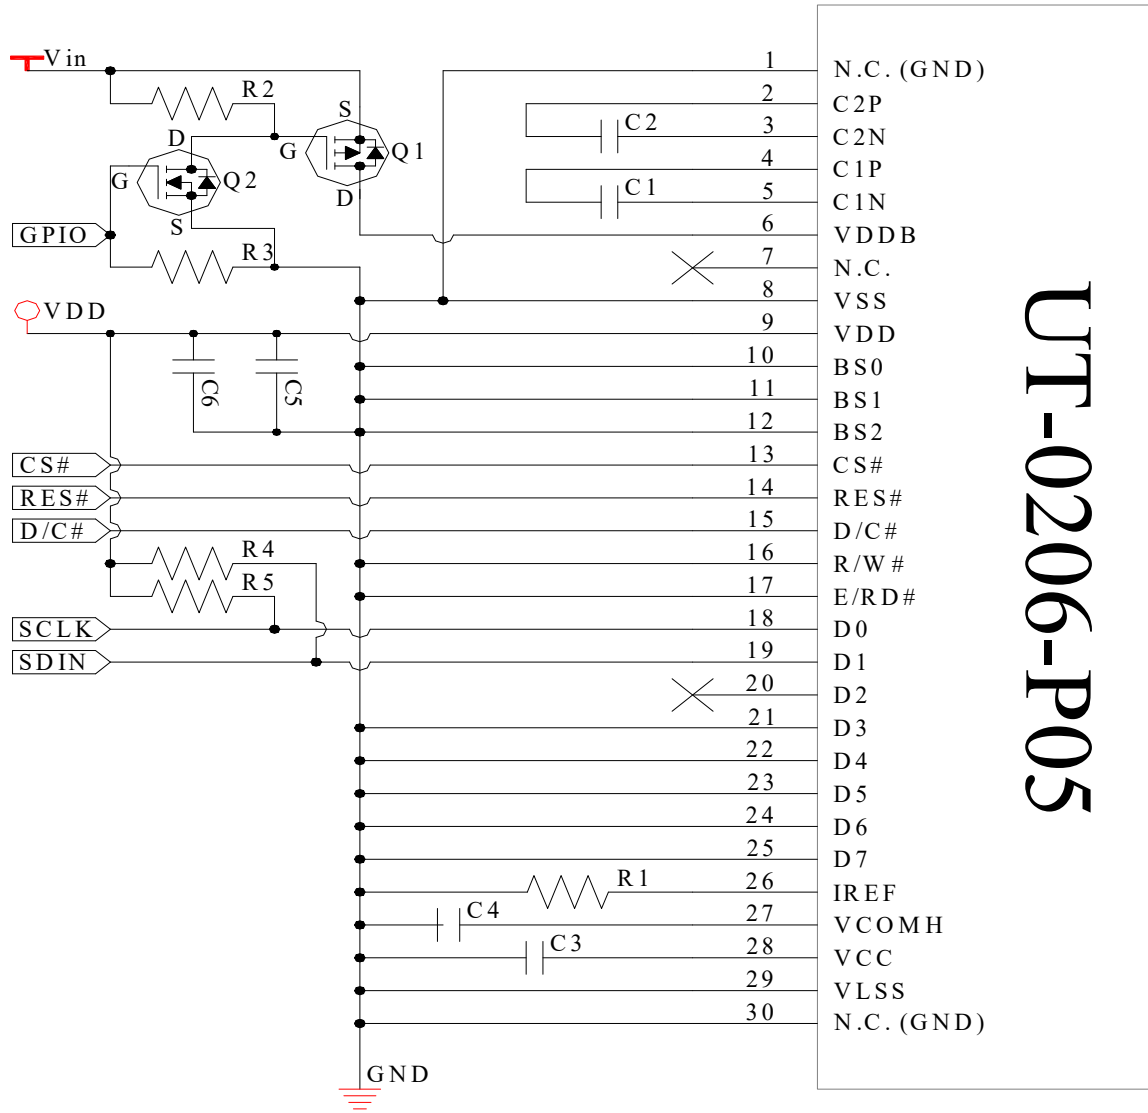 Vin
R2
S
D
G
Q1
G
Q2
D
S
GPIO
R3
VDD
C6
C5
CS#
RES#
D/C#
R4
R5
SCLK
SDIN
C2
C1
R1
C4
C3
GND
1 N.C. (GND)
2 C2P
3 C2N
4 C1P
5 C1N
6 VDDB
7 N.C.
8 VSS
9 VDD
10 BS0
11 BS1
12 BS2
13 CS#
14 RES#
15 D/C#
16 R/W#
17 E/RD#
18 D0
19 D1
20 D2
21 D3
22 D4
23 D5
24 D6
25 D7
26 IREF
27 VCOMH
28 VCC
29 VLSS
30 N.C. (GND)
UT-0206-P05